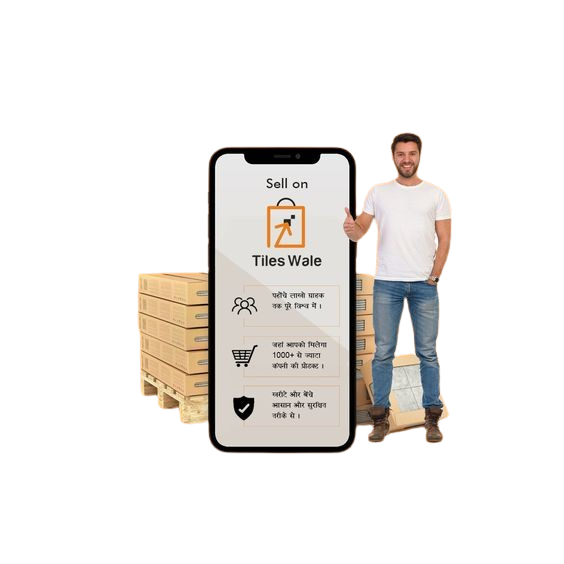 Sell on
Tiles Wale
पहुँचे लाखो ग्राहक
तक पुरे विश्व में ।
जहां आपको मिलेगा
1000+ से ज्यादा
कंपनी की प्रोडक्ट ।
खरीदे और बेंचे
आसान और सुरक्षित
तरीके से ।